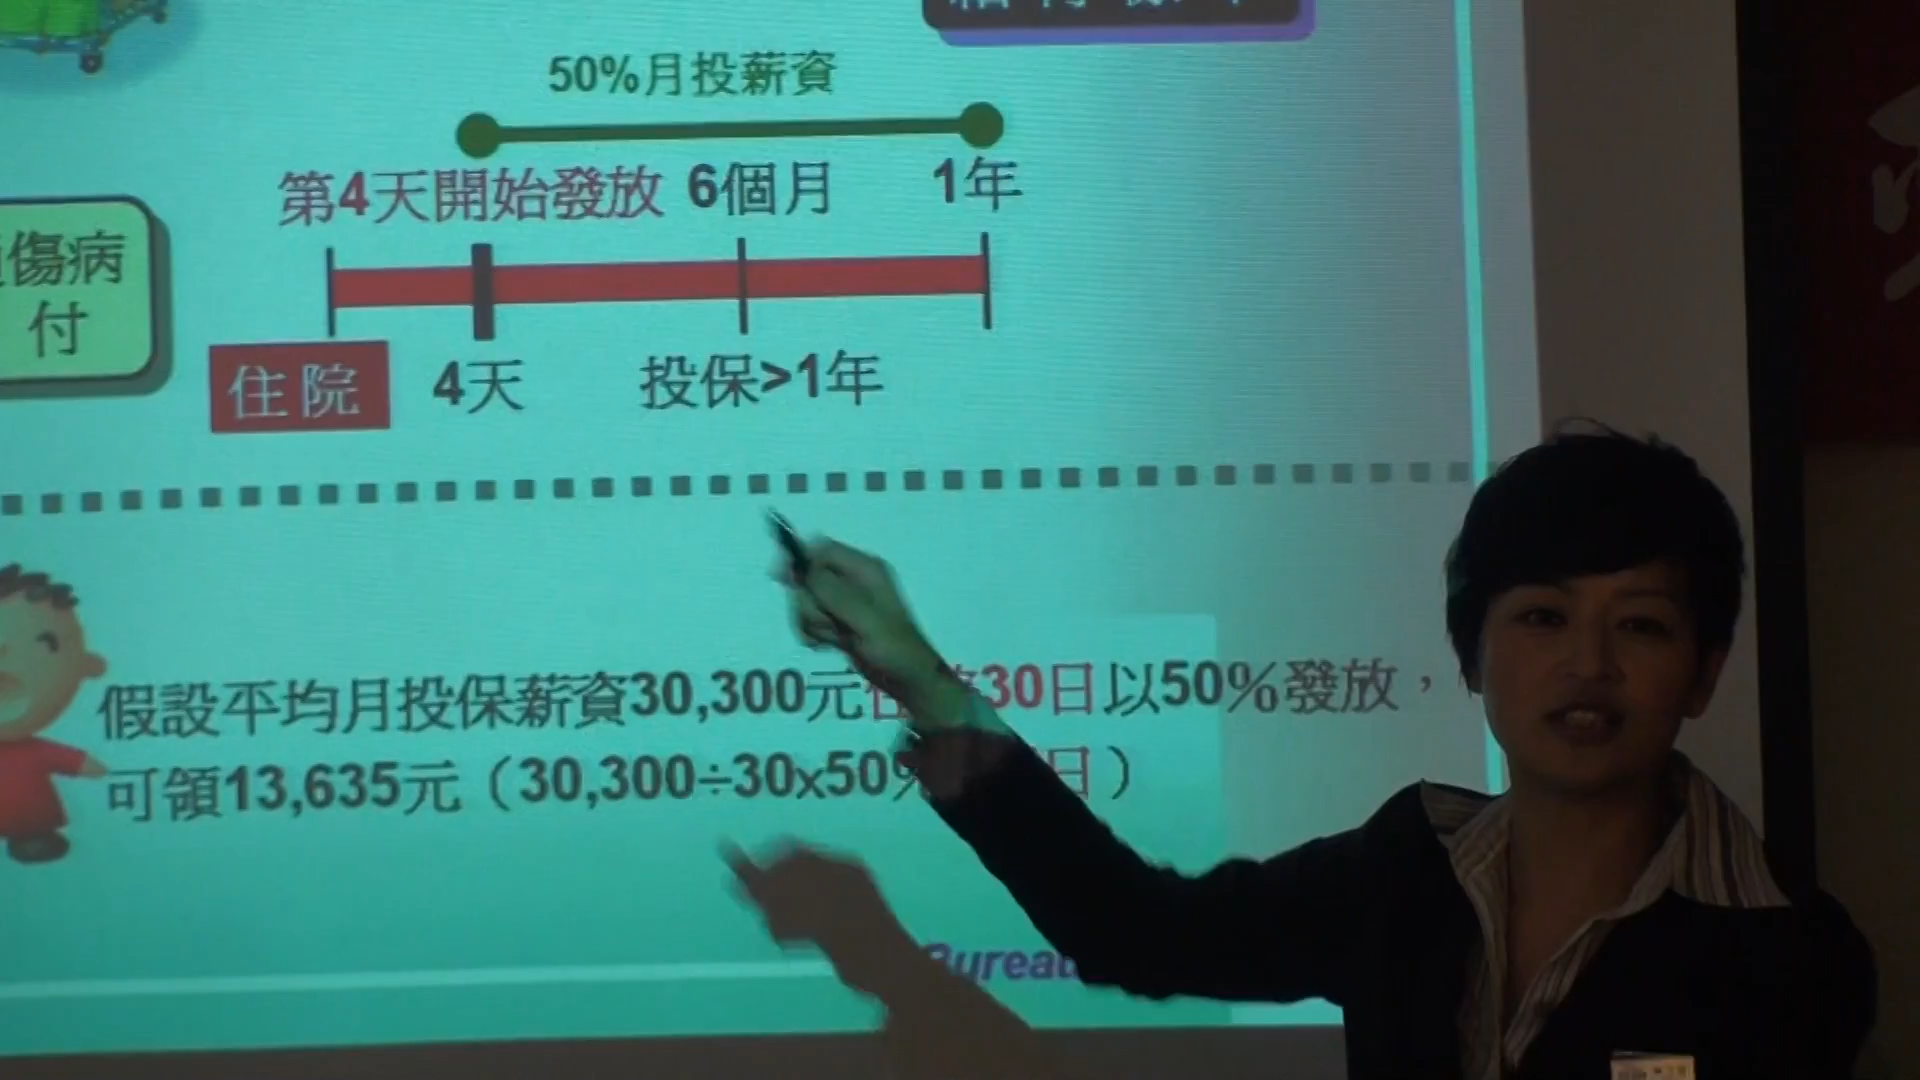 50%月投薪資
第4天開始發放 6個月 1年
傷病
付
住院 4天 投保>1年
假設平均月投保薪資30,300元 30日以50%發放，
可領13,635元（30,300÷30x50% 日）
Bureau